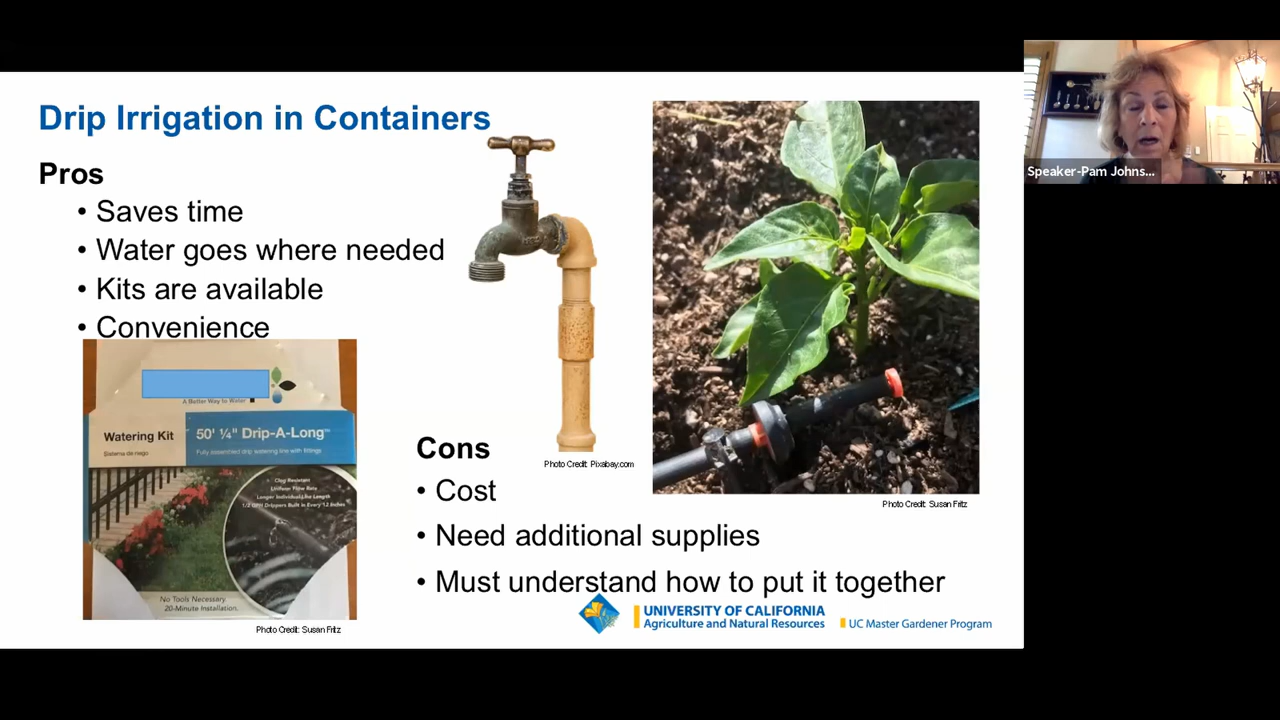 Drip Irrigation in Containers
Pros
• Saves time
• Water goes where needed
• Kits are available
• Convenience
A Better Way to Water
Watering Kit
Sistema de riego
50' ¼" Drip-A-Long™
Fully assembled drip watering line with fittings
Clog Resistant
Uniform Flow Rate
Longer Individual Line Length
1/2 GPH Drippers Built in Every 12 Inches
No Tools Necessary.
20-Minute Installation.
Photo Credit: Susan Fritz
Photo Credit: Pixabay.com
Cons
• Cost
• Need additional supplies
• Must understand how to put it together
Photo Credit: Susan Fritz
UNIVERSITY OF CALIFORNIA
Agriculture and Natural Resources
UC Master Gardener Program
Speaker-Pam Johns...